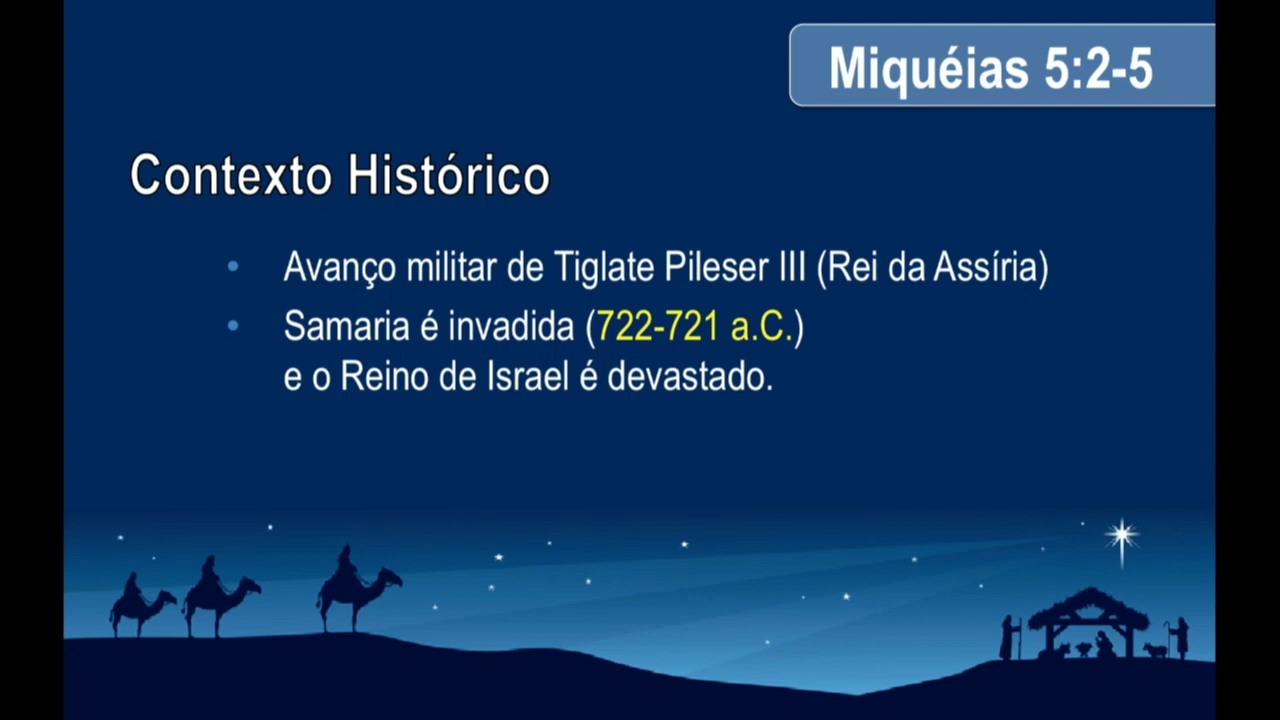 Miquéias 5:2-5
Contexto Histórico
• Avanço militar de Tiglate Pileser III (Rei da Assíria)
• Samaria é invadida (722-721 a.C.)
e o Reino de Israel é devastado.